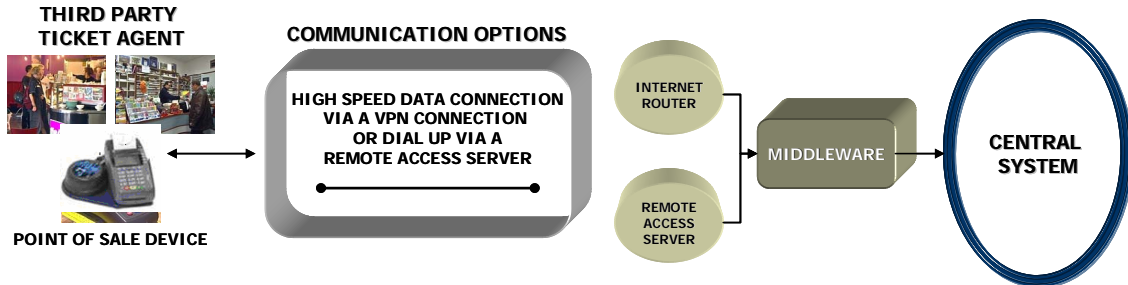 THIRD PARTY
TICKET AGENT
POINT OF SALE DEVICE
COMMUNICATION OPTIONS
HIGH SPEED DATA CONNECTION
VIA A VPN CONNECTION
OR DIAL UP VIA A
REMOTE ACCESS SERVER
INTERNET
ROUTER
REMOTE
ACCESS
SERVER
MIDDLEWARE
CENTRAL
SYSTEM